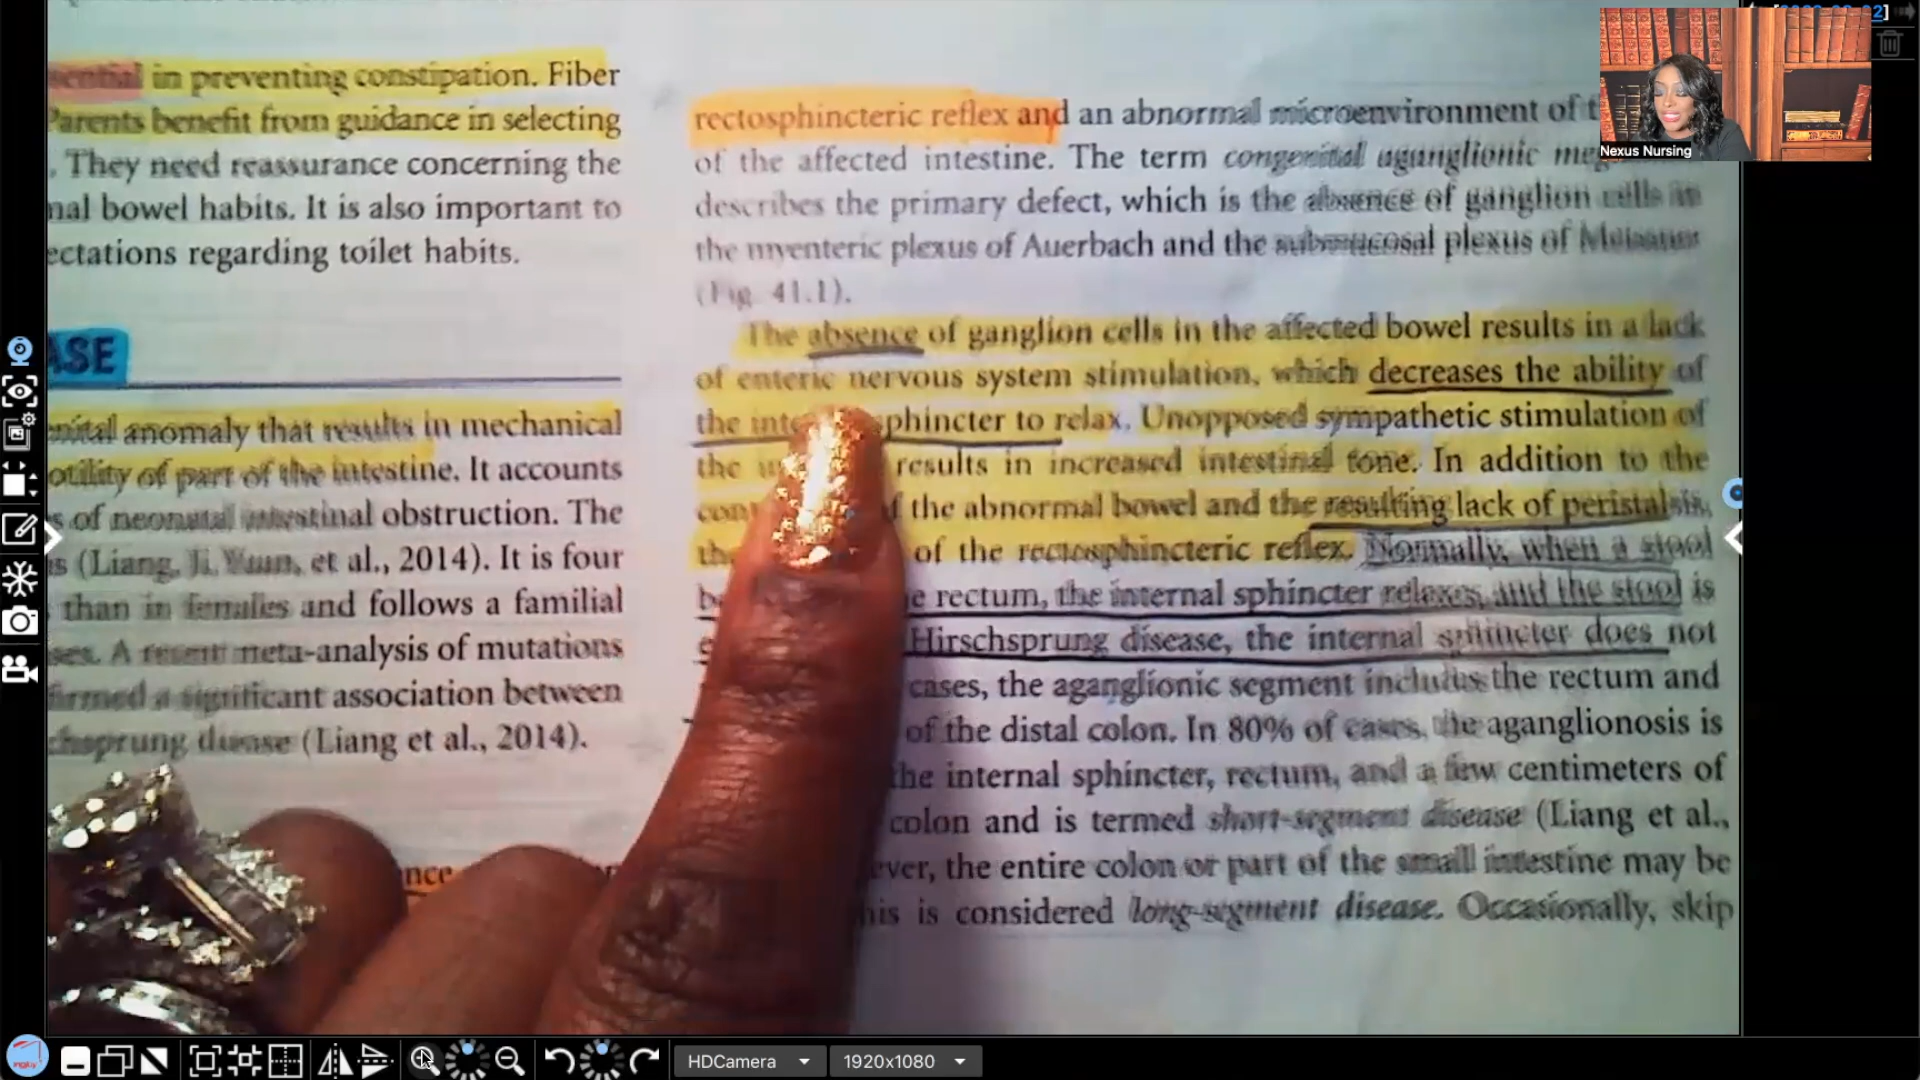 in preventing constipation. Fiber
Parents benefit from guidance in selecting
. They need reassurance concerning the
nal bowel habits. It is also important to
ectations regarding toilet habits.
ASE
anomaly that results in mechanical
otility of part of the intestine. It accounts
s of neonatal intestinal obstruction. The
is (Liang, Ji, Yuan, et al., 2014). It is four
than in females and follows a familial
ses. A recent meta-analysis of mutations
firmed a significant association between
chsprung disease (Liang et al., 2014).
nce
rectosphincteric reflex and an abnormal microenvironment of t
of the affected intestine. The term congenital aganglionic meg
describes the primary defect, which is the absence of ganglion cells in
the myenteric plexus of Auerbach and the submucosal plexus of Meissner
(Fig. 41.1).
The absence of ganglion cells in the affected bowel results in a lack
of enteric nervous system stimulation, which decreases the ability of
the inte sphincter to relax. Unopposed sympathetic stimulation of
the results in increased intestinal tone. In addition to the
con f the abnormal bowel and the resulting lack of peristalsis,
the of the rectosphincteric reflex. Normally, when a stool
be e rectum, the internal sphincter relaxes, and the stool is
Hirschsprung disease, the internal sphincter does not
cases, the aganglionic segment includes the rectum and
of the distal colon. In 80% of cases, the aganglionosis is
the internal sphincter, rectum, and a few centimeters of
colon and is termed short-segment disease (Liang et al.,
ever, the entire colon or part of the small intestine may be
his is considered long-segment disease. Occasionally, skip
Nexus Nursing
HDCamera
1920x1080